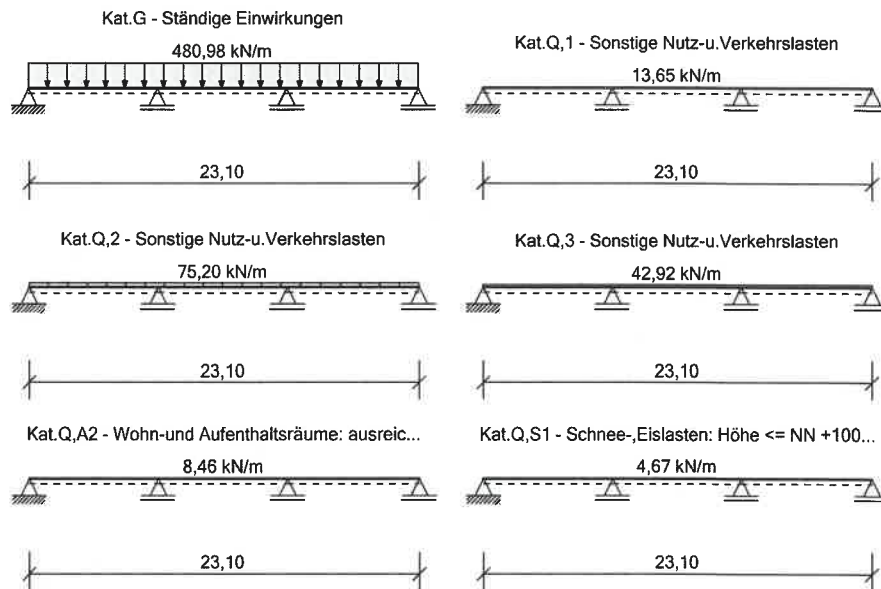 Kat.G - Ständige Einwirkungen
480,98 kN/m
23,10
Kat.Q,1 - Sonstige Nutz-u.Verkehrslasten
13,65 kN/m
23,10
Kat.Q,2 - Sonstige Nutz-u.Verkehrslasten
75,20 kN/m
23,10
Kat.Q,3 - Sonstige Nutz-u.Verkehrslasten
42,92 kN/m
23,10
Kat.Q,A2 - Wohn-und Aufenthaltsräume: ausreic...
8,46 kN/m
23,10
Kat.Q,S1 - Schnee-,Eislasten: Höhe <= NN +100...
4,67 kN/m
23,10